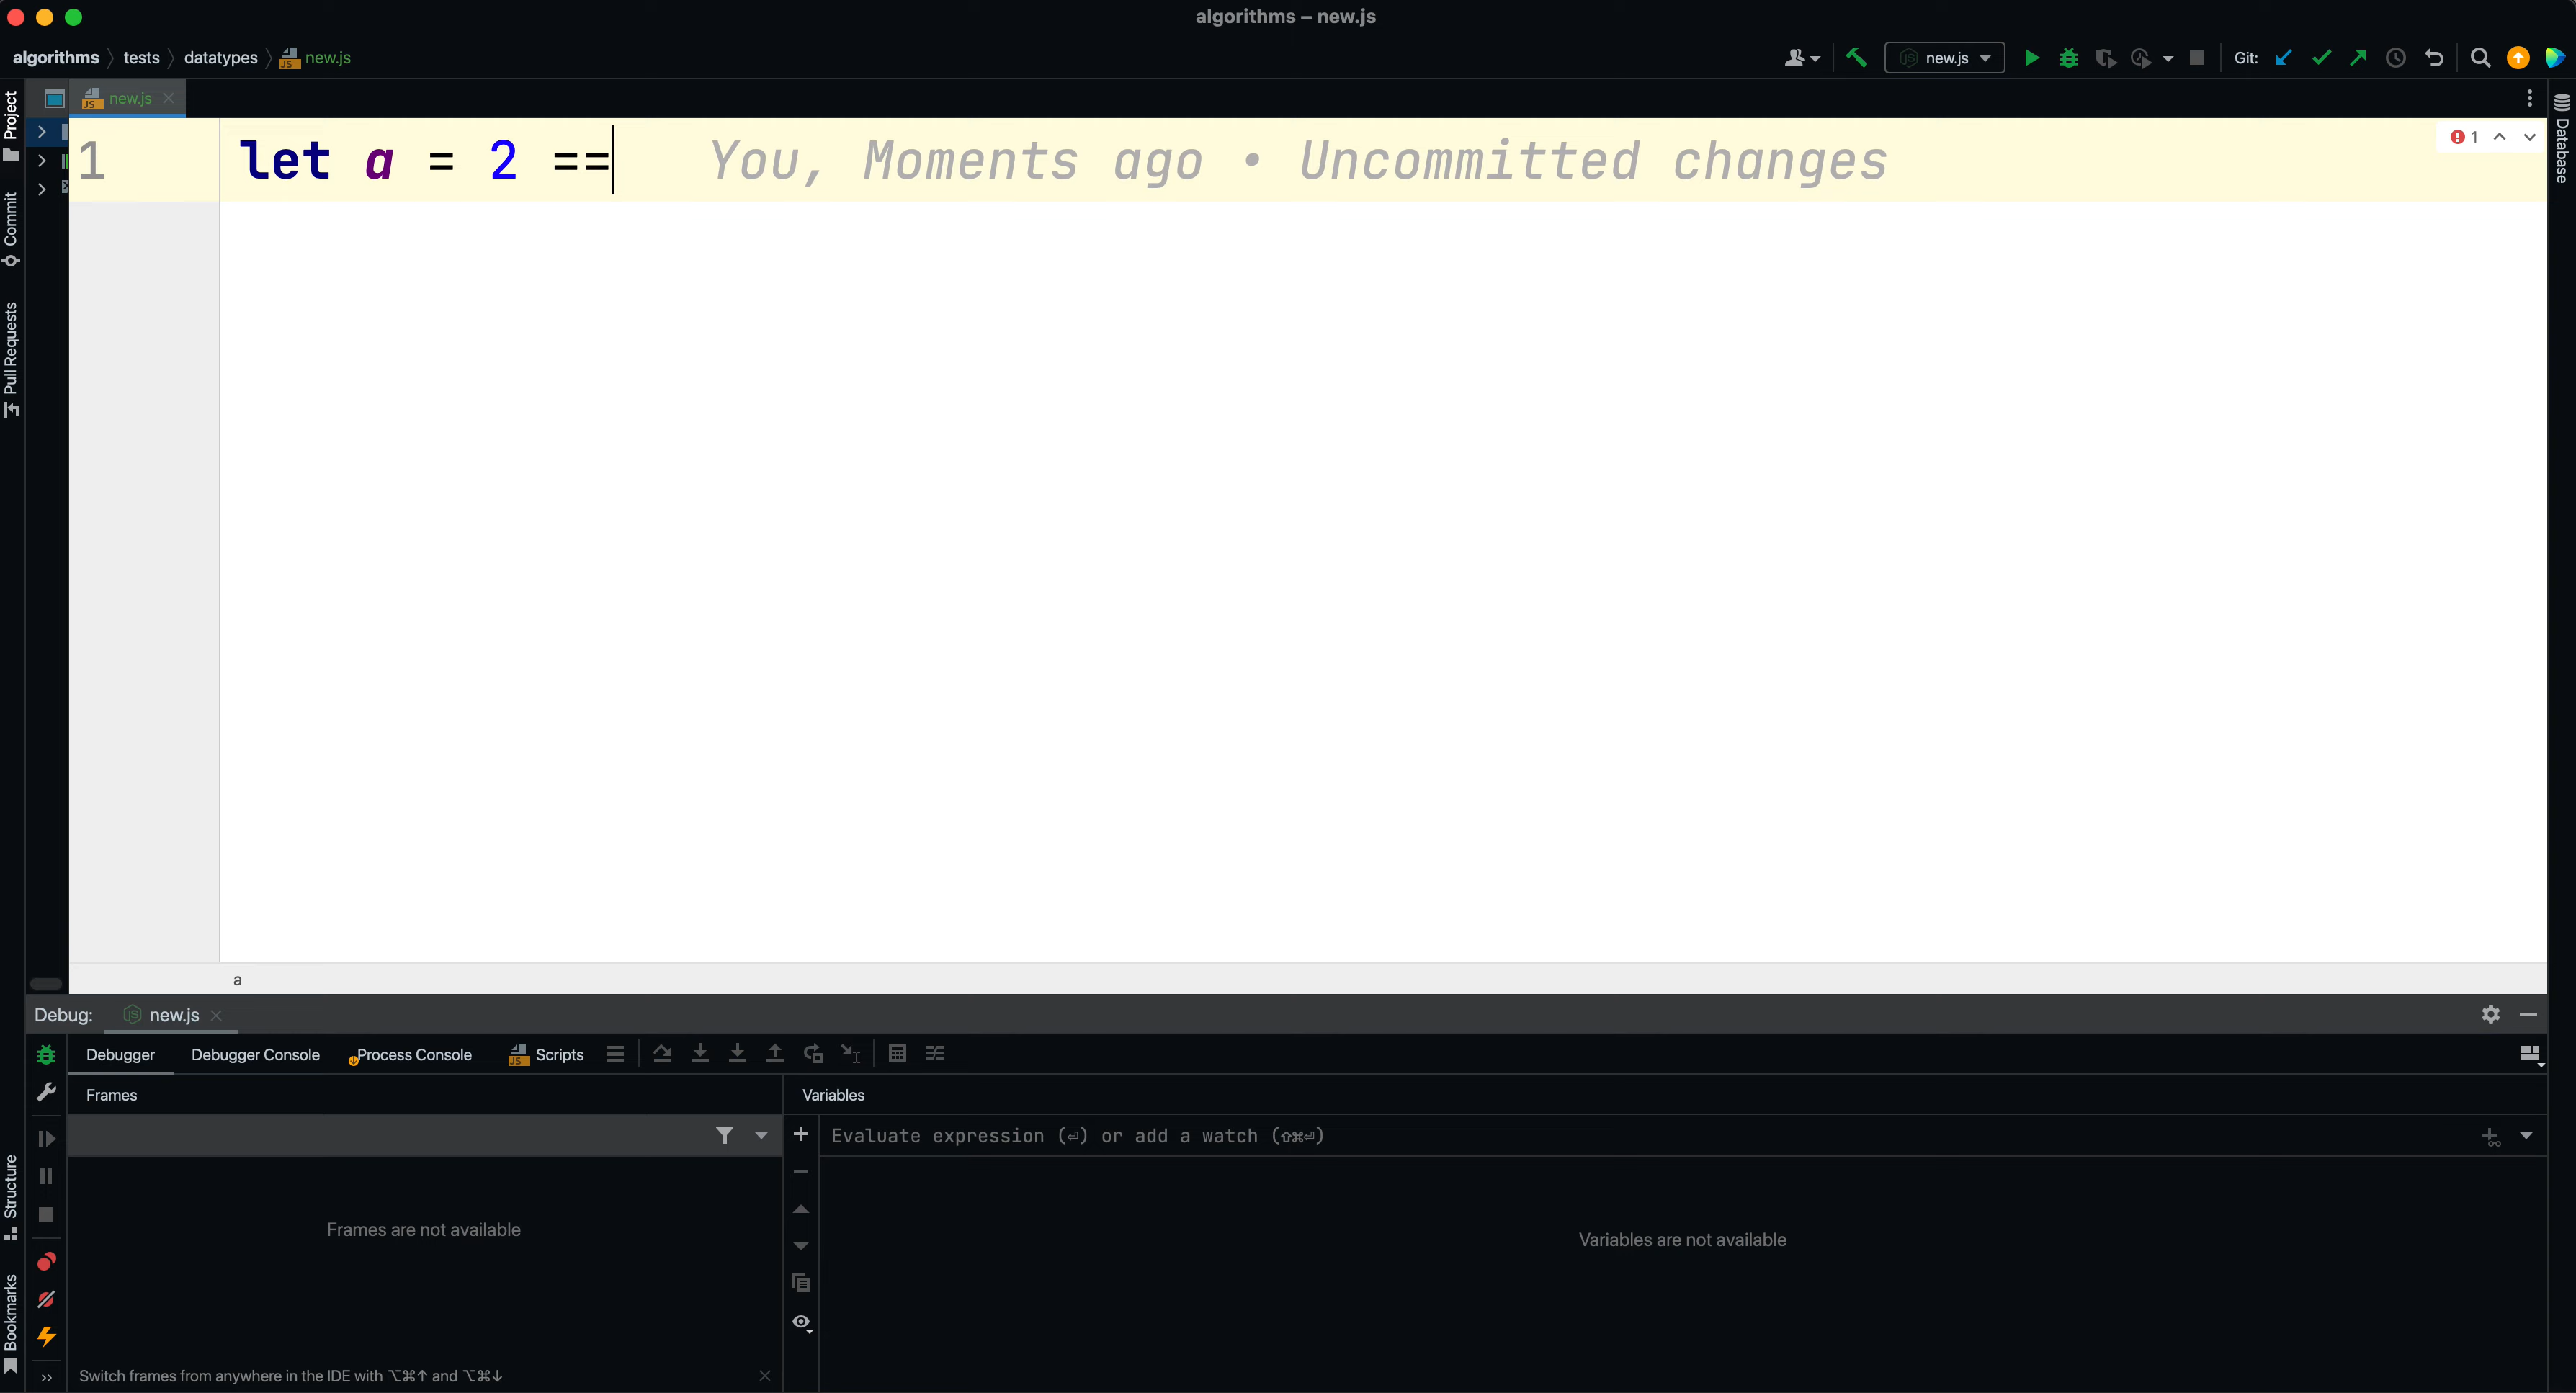 algorithms – new.js
algorithms tests datatypes new.js
new.js
Git:
Project
Commit
Pull Requests
Structure
Bookmarks
Database
new.js
1 let a = 2 == You, Moments ago • Uncommitted changes
1
a
Debug: new.js
Debugger Debugger Console Process Console Scripts
Frames
Variables
Evaluate expression (⏎) or add a watch (⇧⌘⏎)
Frames are not available
Variables are not available
Switch frames from anywhere in the IDE with ⌥⌘↑ and ⌥⌘↓